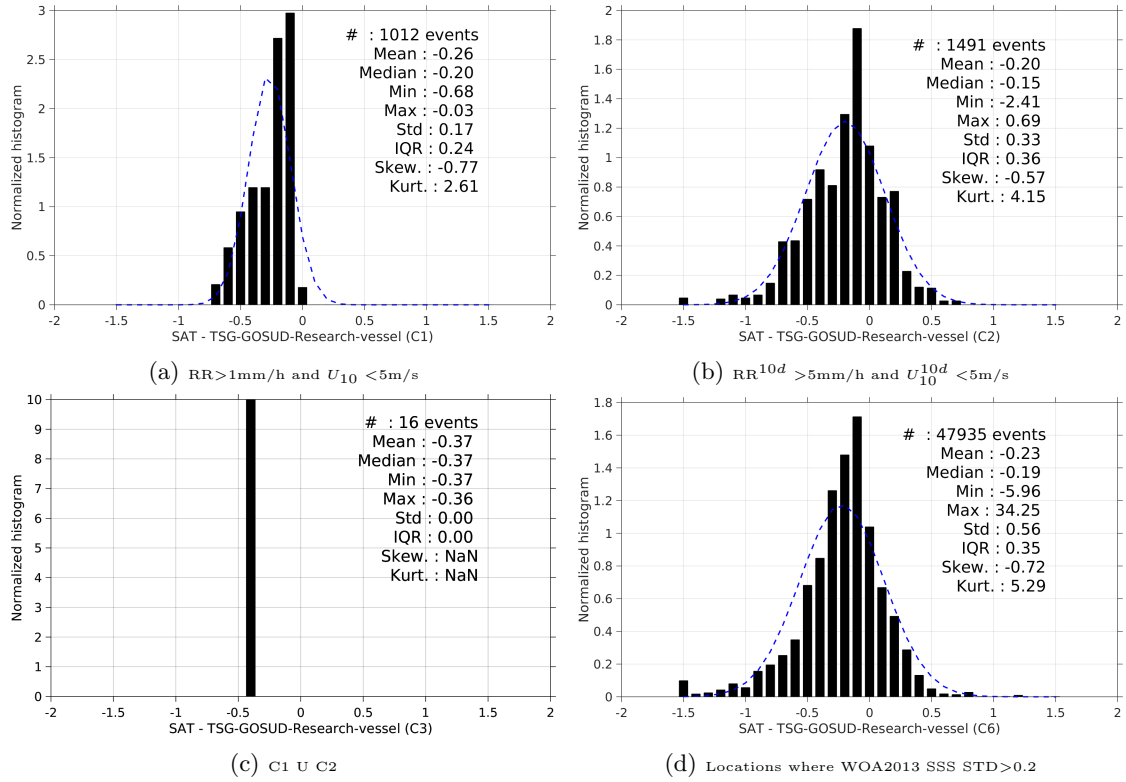 3
2.5
2
1.5
1
0.5
0
Normalized histogram
# : 1012 events
Mean : -0.26
Median : -0.20
Min : -0.68
Max : -0.03
Std : 0.17
IQR : 0.24
Skew. : -0.77
Kurt. : 2.61
-2 -1.5 -1 -0.5 0 0.5 1 1.5 2
SAT - TSG-GOSUD-Research-vessel (C1)
(a) RR>1mm/h and U10 <5m/s
2
1.8
1.6
1.4
1.2
1
0.8
0.6
0.4
0.2
0
Normalized histogram
# : 1491 events
Mean : -0.20
Median : -0.15
Min : -2.41
Max : 0.69
Std : 0.33
IQR : 0.36
Skew. : -0.57
Kurt. : 4.15
-2 -1.5 -1 -0.5 0 0.5 1 1.5 2
SAT - TSG-GOSUD-Research-vessel (C2)
(b) RR10d >5mm/h and U10d10 <5m/s
10
9
8
7
6
5
4
3
2
1
0
Normalized histogram
# : 16 events
Mean : -0.37
Median : -0.37
Min : -0.37
Max : -0.36
Std : 0.00
IQR : 0.00
Skew. : NaN
Kurt. : NaN
-2 -1.5 -1 -0.5 0 0.5 1 1.5 2
SAT - TSG-GOSUD-Research-vessel (C3)
(c) C1 U C2
1.8
1.6
1.4
1.2
1
0.8
0.6
0.4
0.2
0
Normalized histogram
# : 47935 events
Mean : -0.23
Median : -0.19
Min : -5.96
Max : 34.25
Std : 0.56
IQR : 0.35
Skew. : -0.72
Kurt. : 5.29
-2 -1.5 -1 -0.5 0 0.5 1 1.5 2
SAT - TSG-GOSUD-Research-vessel (C6)
(d) Locations where WOA2013 SSS STD>0.2